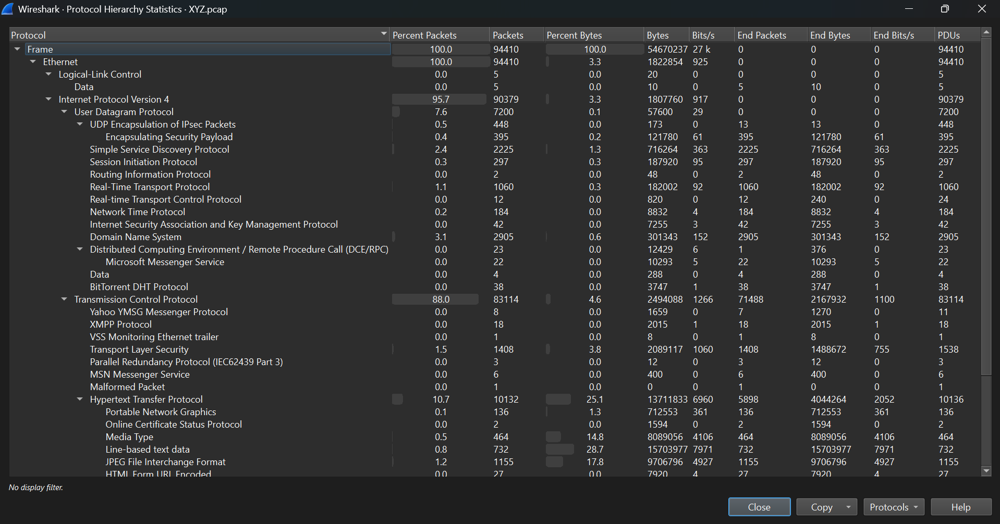 Wireshark · Protocol Hierarchy Statistics · XYZ.pcap
Protocol Percent Packets Packets Percent Bytes Bytes Bits/s End Packets End Bytes End Bits/s PDUs
Frame 100.0 94410 100.0 54670237 27 k 0 0 0 94410
Ethernet 100.0 94410 3.3 1822854 925 0 0 0 94410
Logical-Link Control 0.0 5 0.0 20 0 0 0 0 5
Data 0.0 5 0.0 10 0 5 10 0 5
Internet Protocol Version 4 95.7 90379 3.3 1807760 917 0 0 0 90379
User Datagram Protocol 7.6 7200 0.1 57600 29 0 0 0 7200
UDP Encapsulation of IPsec Packets 0.5 448 0.0 173 0 13 13 0 448
Encapsulating Security Payload 0.4 395 0.2 121780 61 395 121780 61 395
Simple Service Discovery Protocol 2.4 2225 1.3 716264 363 2225 716264 363 2225
Session Initiation Protocol 0.3 297 0.3 187920 95 297 187920 95 297
Routing Information Protocol 0.0 2 0.0 48 0 2 48 0 2
Real-Time Transport Protocol 1.1 1060 0.3 182002 92 1060 182002 92 1060
Real-time Transport Control Protocol 0.0 12 0.0 820 0 12 240 0 24
Network Time Protocol 0.2 184 0.0 8832 4 184 8832 4 184
Internet Security Association and Key Management Protocol 0.0 42 0.0 7255 3 42 7255 3 42
Domain Name System 3.1 2905 0.6 301343 152 2905 301343 152 2905
Distributed Computing Environment / Remote Procedure Call (DCE/RPC) 0.0 23 0.0 12429 6 1 376 0 23
Microsoft Messenger Service 0.0 22 0.0 10293 5 22 10293 5 22
Data 0.0 4 0.0 288 0 4 288 0 4
BitTorrent DHT Protocol 0.0 38 0.0 3747 1 38 3747 1 38
Transmission Control Protocol 88.0 83114 4.6 2494088 1266 71488 2167932 1100 83114
Yahoo YMSG Messenger Protocol 0.0 8 0.0 1659 0 7 1270 0 11
XMPP Protocol 0.0 18 0.0 2015 1 18 2015 1 18
VSS Monitoring Ethernet trailer 0.0 1 0.0 8 0 1 8 0 1
Transport Layer Security 1.5 1408 3.8 2089117 1060 1408 1488672 755 1538
Parallel Redundancy Protocol (IEC62439 Part 3) 0.0 3 0.0 12 0 3 12 0 3
MSN Messenger Service 0.0 6 0.0 400 0 6 400 0 6
Malformed Packet 0.0 1 0.0 0 0 1 0 0 1
Hypertext Transfer Protocol 10.7 10132 25.1 13711833 6960 5898 4044264 2052 10136
Portable Network Graphics 0.1 136 1.3 712553 361 136 712553 361 136
Online Certificate Status Protocol 0.0 2 0.0 1594 0 2 1594 0 2
Media Type 0.5 464 14.8 8089056 4106 464 8089056 4106 464
Line-based text data 0.8 732 28.7 15703977 7971 732 15703977 7971 732
JPEG File Interchange Format 1.2 1155 17.8 9706796 4927 1155 9706796 4927 1155
HTML Form URL Encoded 0.0 27 0.0 7920 4 27 7920 4 27
No display filter.
Close Copy Protocols Help